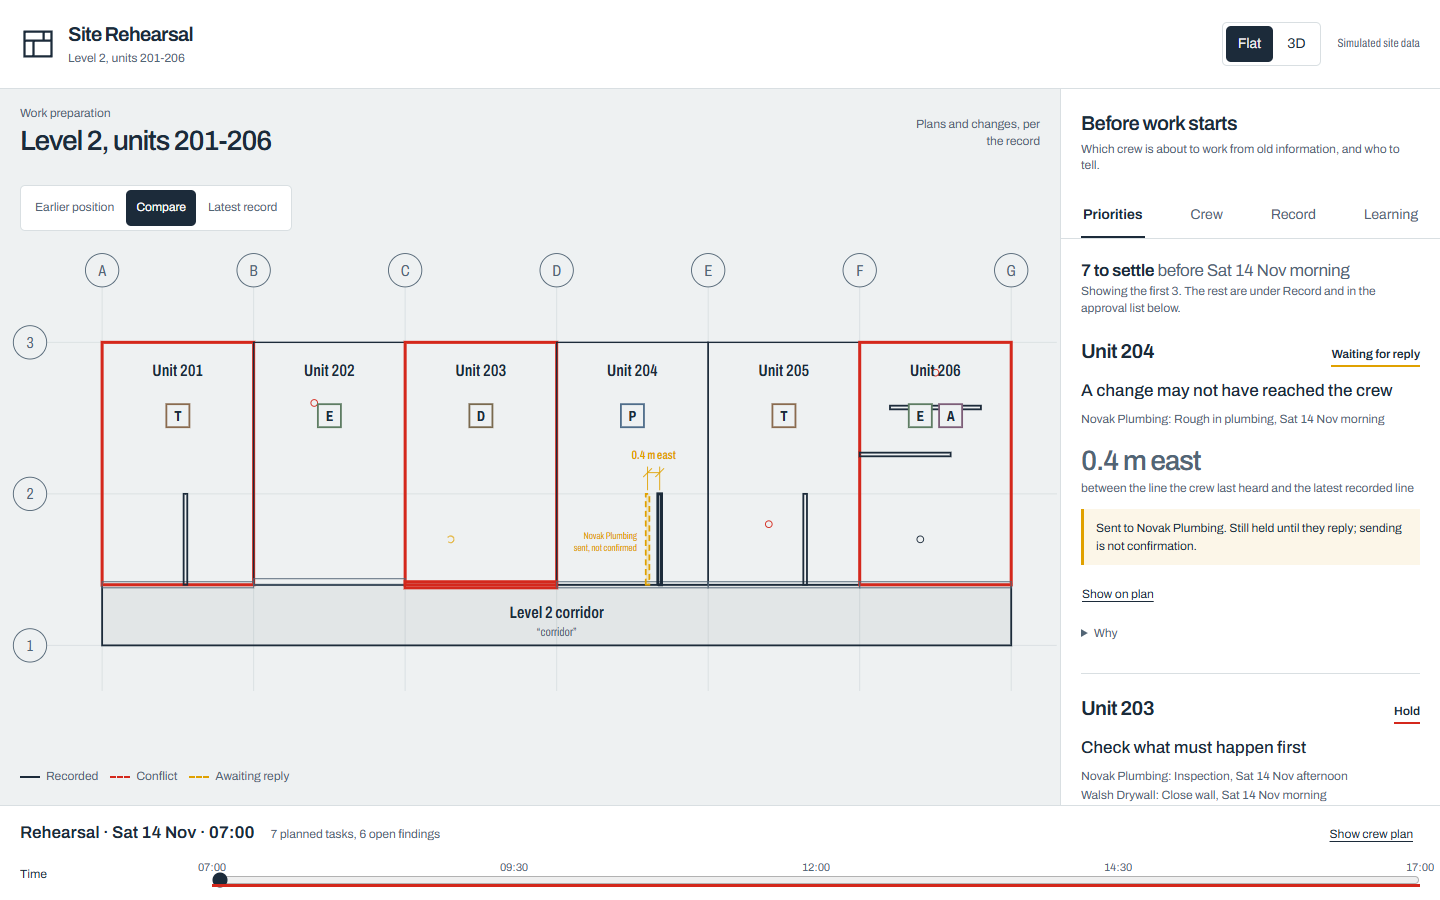 Site Rehearsal
Level 2, units 201-206
Flat
3D
Simulated site data
Work preparation
Level 2, units 201-206
Plans and changes, per
the record
Earlier position
Compare
Latest record
A
B
C
D
E
F
G
3
2
1
Unit 201
Unit 202
Unit 203
Unit 204
Unit 205
Unit 206
T
E
D
P
T
E
A
0.4 m east
Novak Plumbing
sent, not confirmed
Level 2 corridor
“corridor”
Recorded
Conflict
Awaiting reply
Before work starts
Which crew is about to work from old information, and who to
tell.
Priorities
Crew
Record
Learning
7 to settle before Sat 14 Nov morning
Showing the first 3. The rest are under Record and in the
approval list below.
Unit 204
Waiting for reply
A change may not have reached the crew
Novak Plumbing: Rough in plumbing, Sat 14 Nov morning
0.4 m east
between the line the crew last heard and the latest recorded line
Sent to Novak Plumbing. Still held until they reply; sending
is not confirmation.
Show on plan
Why
Unit 203
Hold
Check what must happen first
Novak Plumbing: Inspection, Sat 14 Nov afternoon
Walsh Drywall: Close wall, Sat 14 Nov morning
Rehearsal · Sat 14 Nov · 07:00
7 planned tasks, 6 open findings
Show crew plan
Time
07:00
09:30
12:00
14:30
17:00